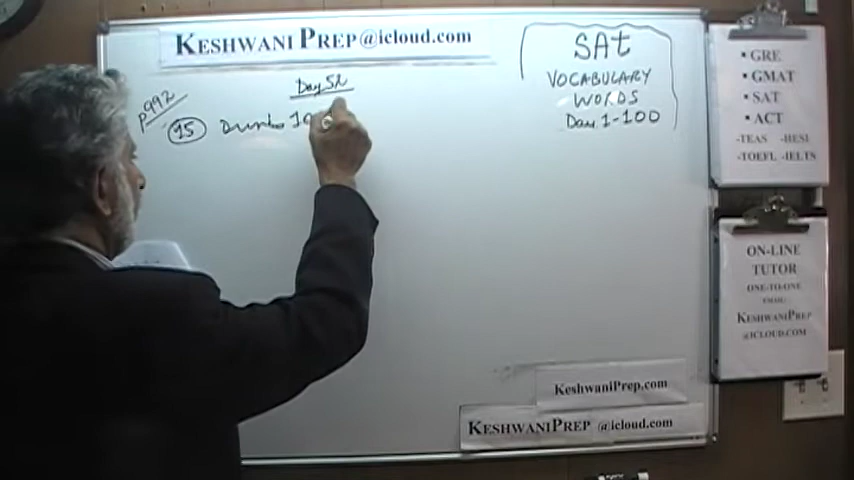 KESHWANI PREP@icloud.com
Day 52
p992
15
SAt
VOCABULARY
WORDS
Day 1-100
• GRE
• GMAT
• SAT
• ACT
-TEAS -HESI
-TOEFL -IELTS
ON-LINE
TUTOR
ONE-TO-ONE
KESHWANIPREP
@ICLOUD.COM
KeshwaniPrep.com
KESHWANIPREP @icloud.com